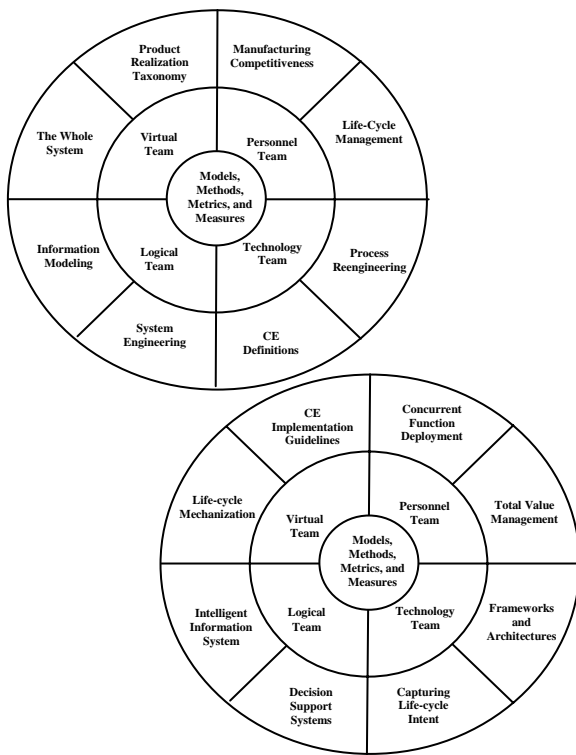 Product
Realization
Taxonomy
Manufacturing
Competitiveness
The Whole
System
Virtual
Team
Personnel
Team
Life-Cycle
Management
Models,
Methods,
Metrics, and
Measures
Information
Modeling
Logical
Team
Technology
Team
Process
Reengineering
System
Engineering
CE
Definitions
CE
Implementation
Guidelines
Concurrent
Function
Deployment
Life-cycle
Mechanization
Virtual
Team
Personnel
Team
Total Value
Management
Models,
Methods,
Metrics, and
Measures
Intelligent
Information
System
Logical
Team
Technology
Team
Frameworks
and
Architectures
Decision
Support
Systems
Capturing
Life-cycle
Intent